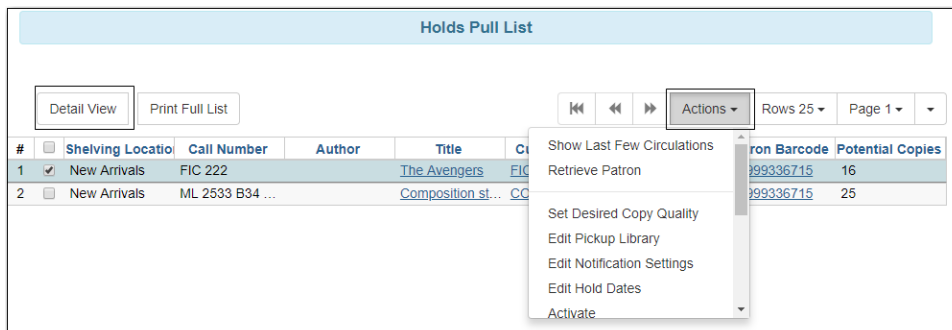 Holds Pull List
Detail View Print Full List Actions Rows 25 Page 1
# Shelving Locatio Call Number Author Title Cu ron Barcode Potential Copies
1 New Arrivals FIC 222 The Avengers FIC 999336715 16
2 New Arrivals ML 2533 B34 ... Composition st... CO 999336715 25
Show Last Few Circulations
Retrieve Patron
Set Desired Copy Quality
Edit Pickup Library
Edit Notification Settings
Edit Hold Dates
Activate